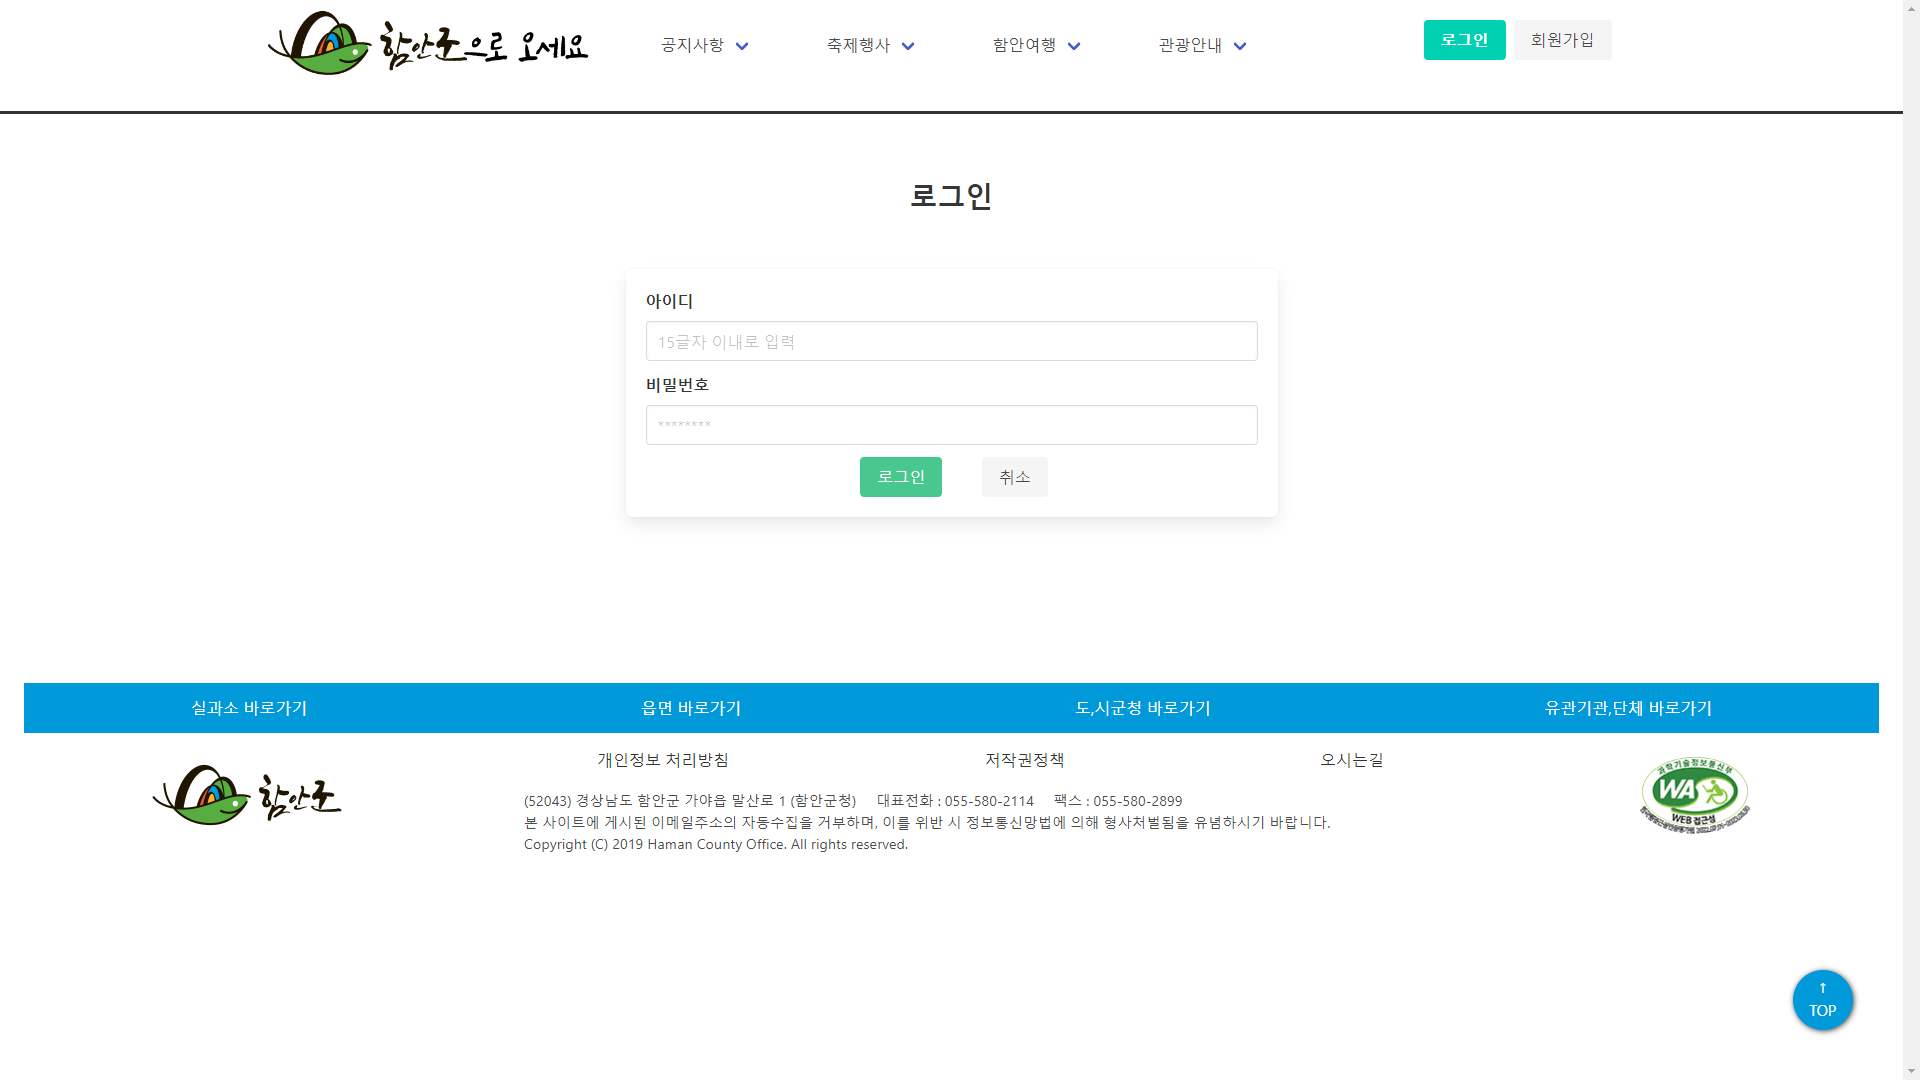 함안군으로 오세요
공지사항
축제행사
함안여행
관광안내
로그인
회원가입
로그인
아이디
15글자 이내로 입력
비밀번호
********
로그인
취소
실과소 바로가기
읍면 바로가기
도,시군청 바로가기
유관기관,단체 바로가기
함안군
개인정보 처리방침
저작권정책
오시는길
(52043) 경상남도 함안군 가야읍 말산로 1 (함안군청) 대표전화 : 055-580-2114 팩스 : 055-580-2899
본 사이트에 게시된 이메일주소의 자동수집을 거부하며, 이를 위반 시 정보통신망법에 의해 형사처벌됨을 유념하시기 바랍니다.
Copyright (C) 2019 Haman County Office. All rights reserved.
과학기술정보통신부
WA
WEB 접근성
↑
TOP